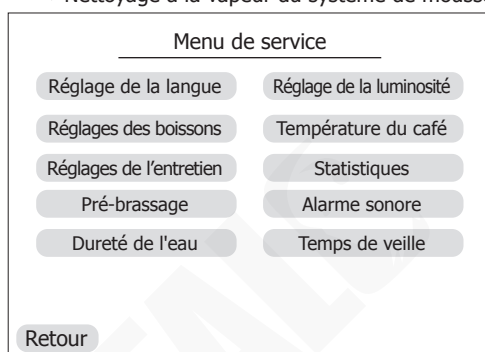 Nettoyage à la vapeur du système de mousse
Menu de service
Réglage de la langue
Réglage de la luminosité
Réglages des boissons
Température du café
Réglages de l’entretien
Statistiques
Pré-brassage
Alarme sonore
Dureté de l'eau
Temps de veille
Retour